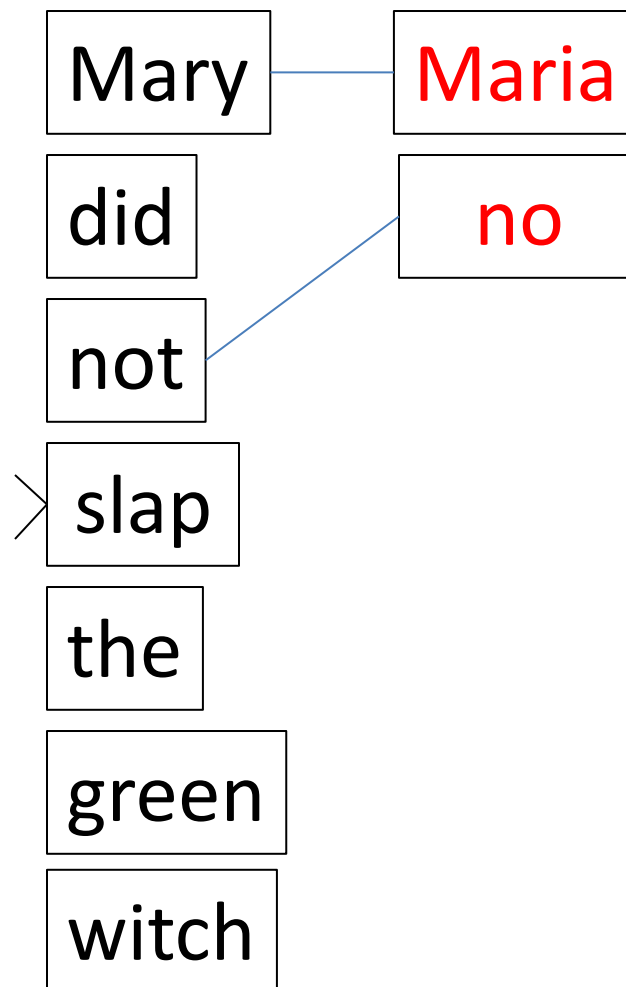 Mary Maria
did no
not
slap
the
green
witch